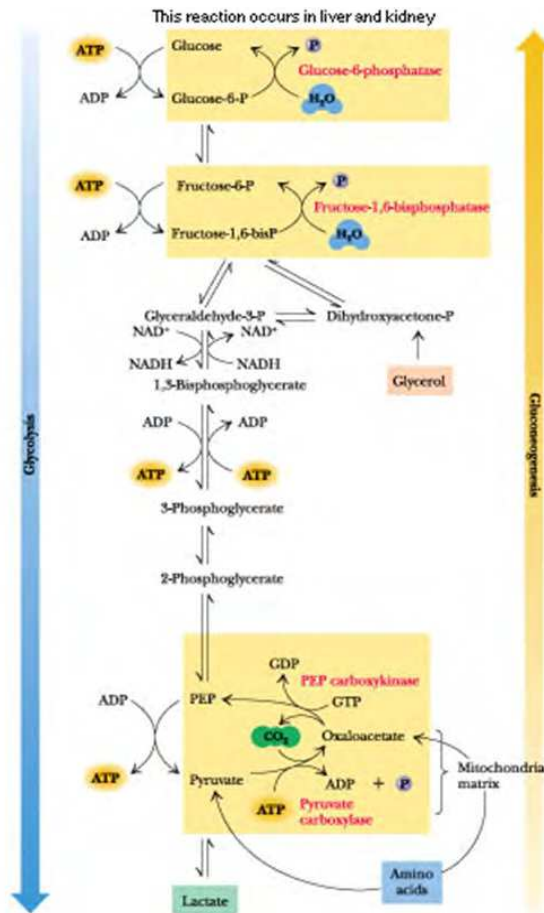 This reaction occurs in liver and kidney
ATP
Glucose
P
Glucose-6-phosphatase
ADP
Glucose-6-P
H₂O
ATP
Fructose-6-P
P
Fructose-1,6-bisphosphatase
ADP
Fructose-1,6-bisP
H₂O
Glyceraldehyde-3-P
Dihydroxyacetone-P
NAD⁺
NAD⁺
NADH
NADH
Glycerol
1,3-Bisphosphoglycerate
ADP
ADP
ATP
ATP
3-Phosphoglycerate
2-Phosphoglycerate
GDP
PEP carboxykinase
ADP
PEP
GTP
CO₂
Oxaloacetate
Mitochondria
matrix
ATP
Pyruvate
ADP + P
ATP
Pyruvate
carboxylase
Amino
acids
Lactate
Glycolysis
Gluconeogenesis